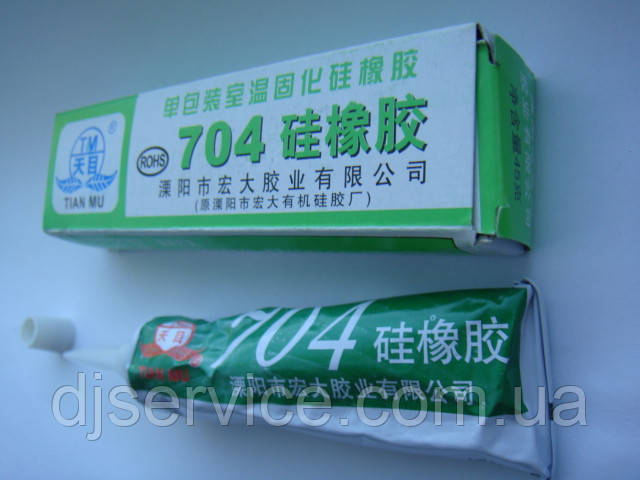 单包装室温固化硅橡胶
704 硅橡胶
ROHS
溧阳市宏大胶业有限公司
(原溧阳市宏大有机硅胶厂)
TM
天目
®
TIAN MU
天目
®
TIAN MU
704 硅橡胶
溧阳市宏大胶业有限公司
djservice.com.ua